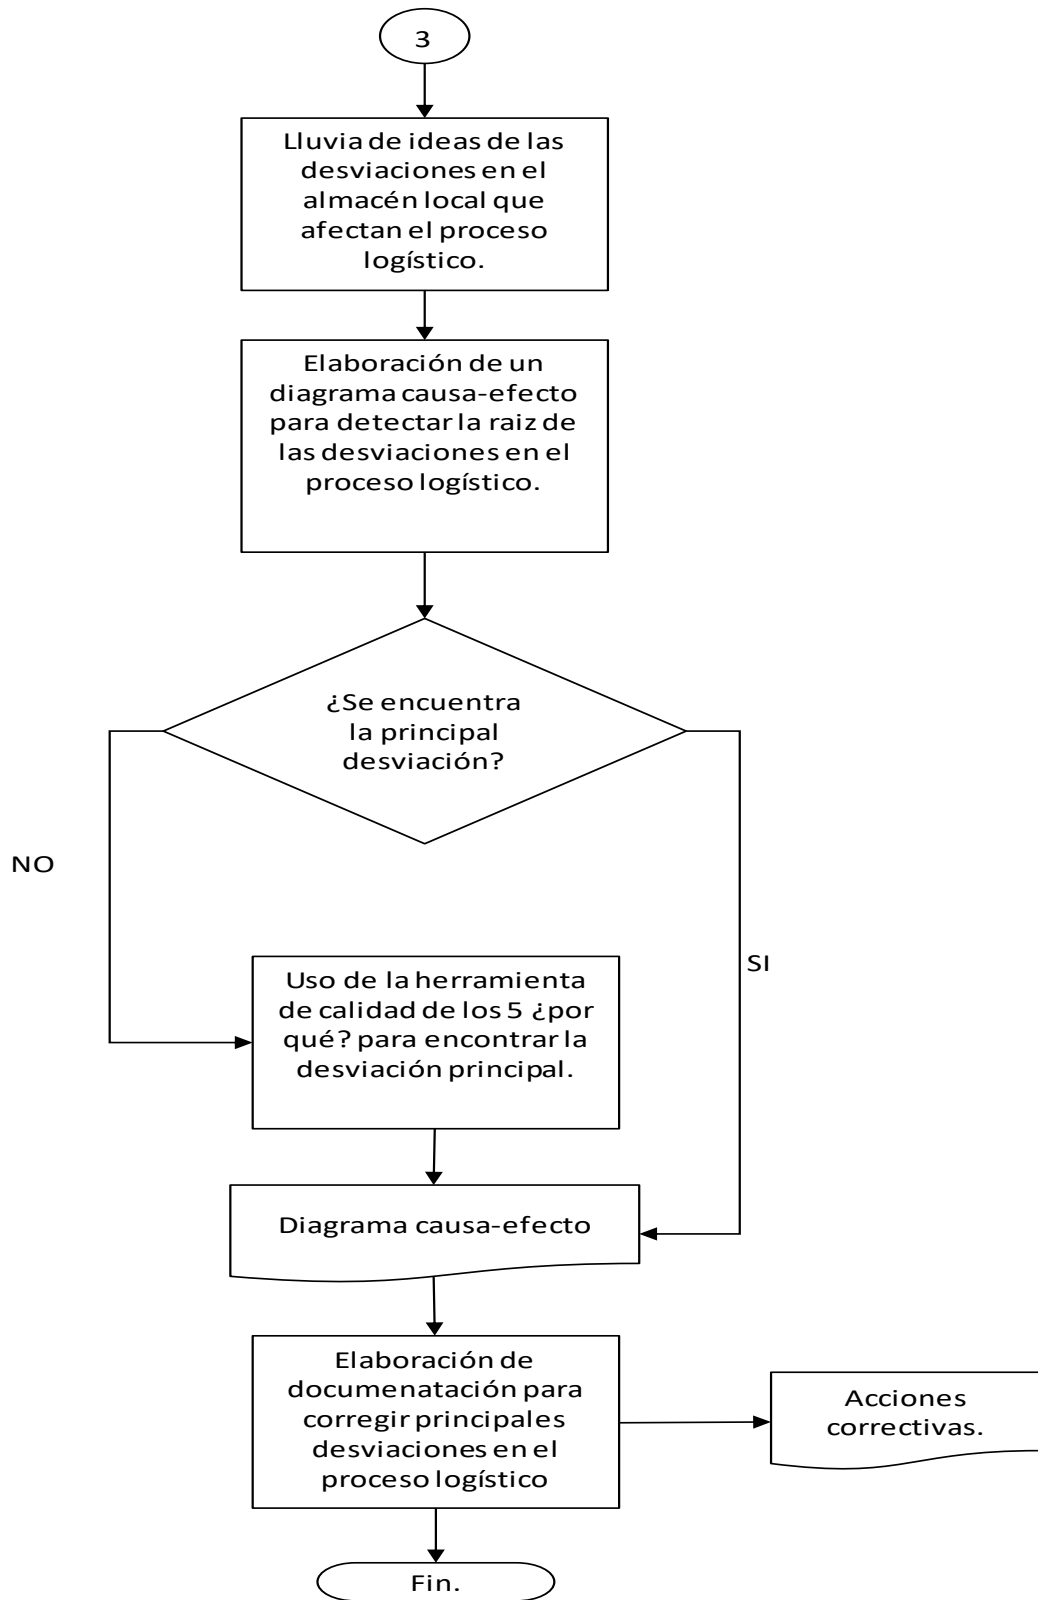 3
Lluvia de ideas de las
desviaciones en el
almacén local que
afectan el proceso
logístico.
Elaboración de un
diagrama causa-efecto
para detectar la raiz de
las desviaciones en el
proceso logístico.
¿Se encuentra
la principal
desviación?
NO
SI
Uso de la herramienta
de calidad de los 5 ¿por
qué? para encontrar la
desviación principal.
Diagrama causa-efecto
Elaboración de
documenatación para
corregir principales
desviaciones en el
proceso logístico
Acciones
correctivas.
Fin.